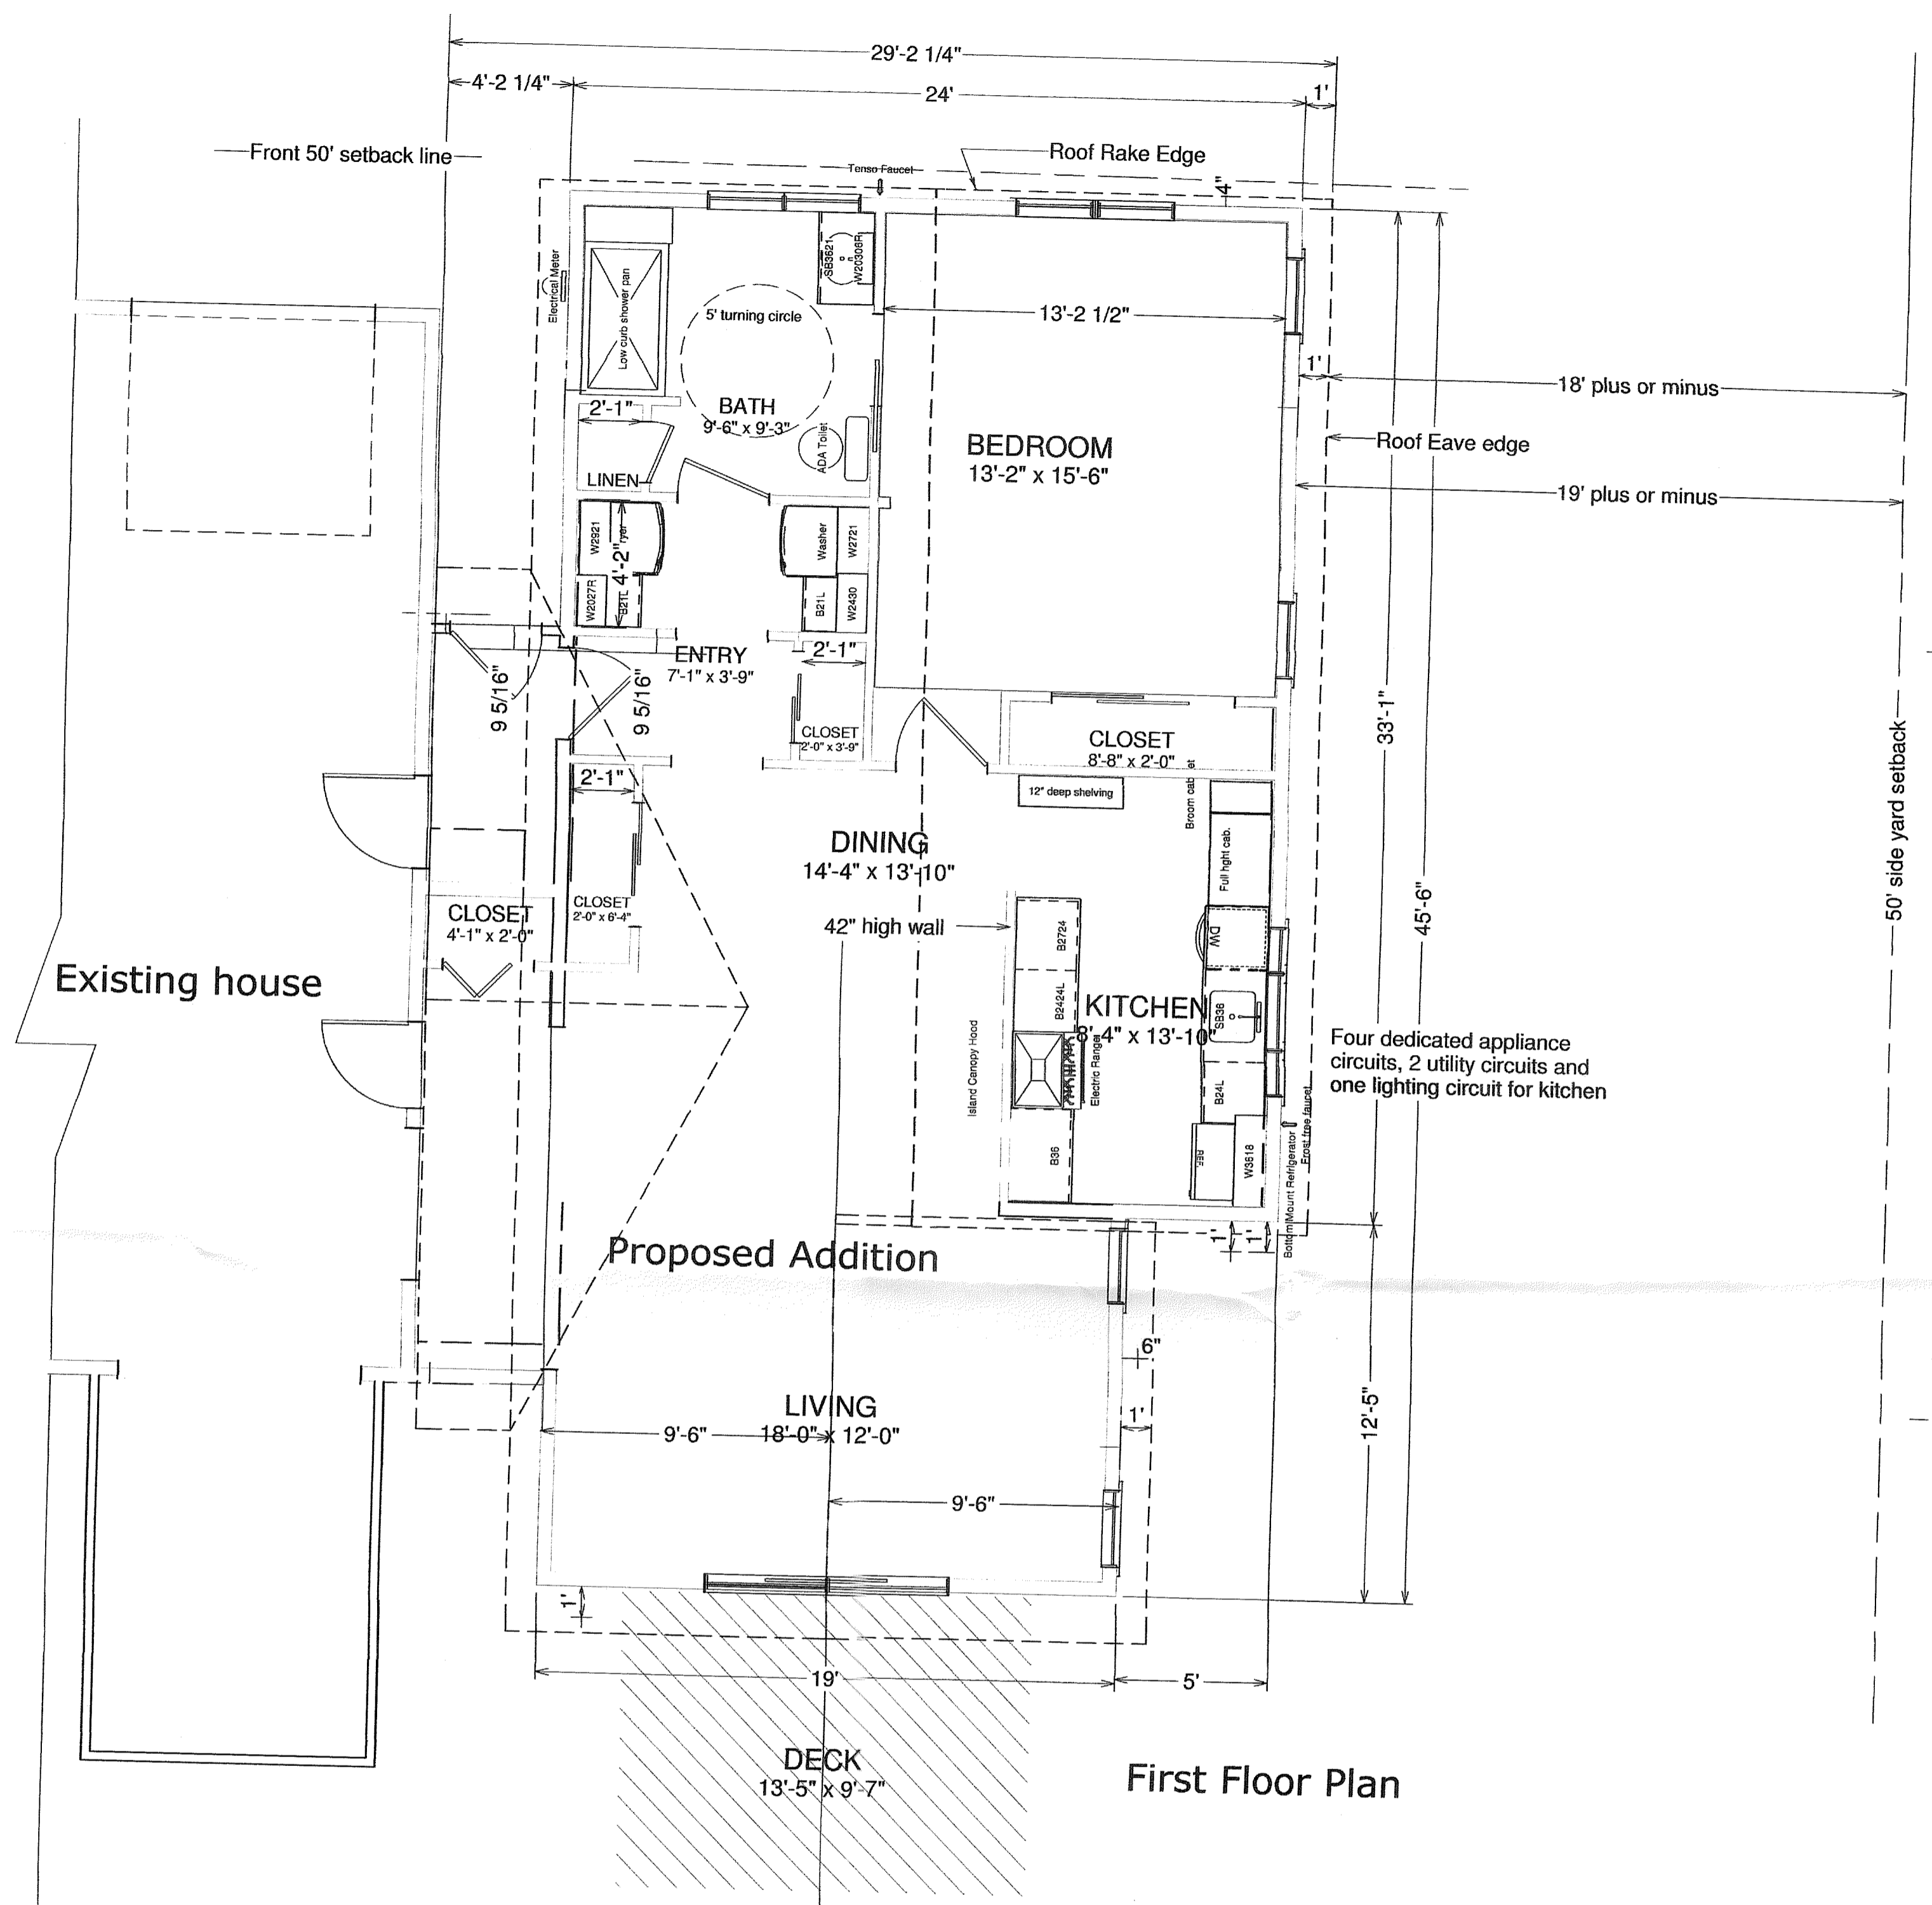 29'-2 1/4"
4'-2 1/4"
24'
1'
Front 50' setback line
Roof Rake Edge
4"
Electrical Meter
Low curb shower pan
SB3621
W20306R
5' turning circle
13'-2 1/2"
1'
18' plus or minus
2'-1"
BATH
9'-6" x 9'-3"
ADA Toilet
BEDROOM
13'-2" x 15'-6"
Roof Eave edge
LINEN
19' plus or minus
W2921
4'-2"
Washer
W2721
W2027R
B21L
B21L
W2430
ENTRY
7'-1" x 3'-9"
2'-1"
9 5/16"
9 5/16"
CLOSET
2'-0" x 3'-9"
CLOSET
8'-8" x 2'-0"
33'-1"
2'-1"
12" deep shelving
Broom cabinet
DINING
14'-4" x 13'-10"
Full hght cab.
50' side yard setback
45'-6"
CLOSET
4'-1" x 2'-0"
CLOSET
2'-0" x 6'-4"
42" high wall
B2724
DW
Existing house
B2424L
KITCHEN
8'-4" x 13'-10"
SB36
Island Canopy Hood
Electric Range
Four dedicated appliance
circuits, 2 utility circuits and
one lighting circuit for kitchen
B24L
B36
REF.
W3618
Frost free faucet
Bottom Mount Refrigerator
1'
1'
Proposed Addition
6"
LIVING
18'-0" x 12'-0"
9'-6"
1'
12'-5"
9'-6"
1'
19'
5'
DECK
13'-5" x 9'-7"
First Floor Plan